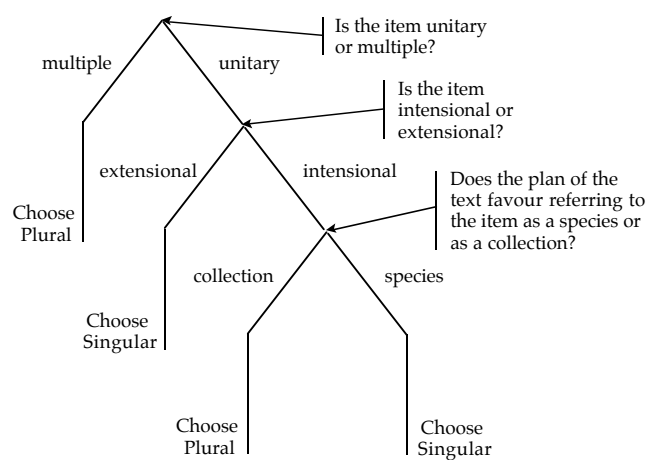 Is the item unitary
or multiple?
multiple
unitary
Is the item
intensional or
extensional?
extensional
intensional
Does the plan of the
text favour referring to
the item as a species or
as a collection?
Choose
Plural
collection
species
Choose
Singular
Choose
Plural
Choose
Singular